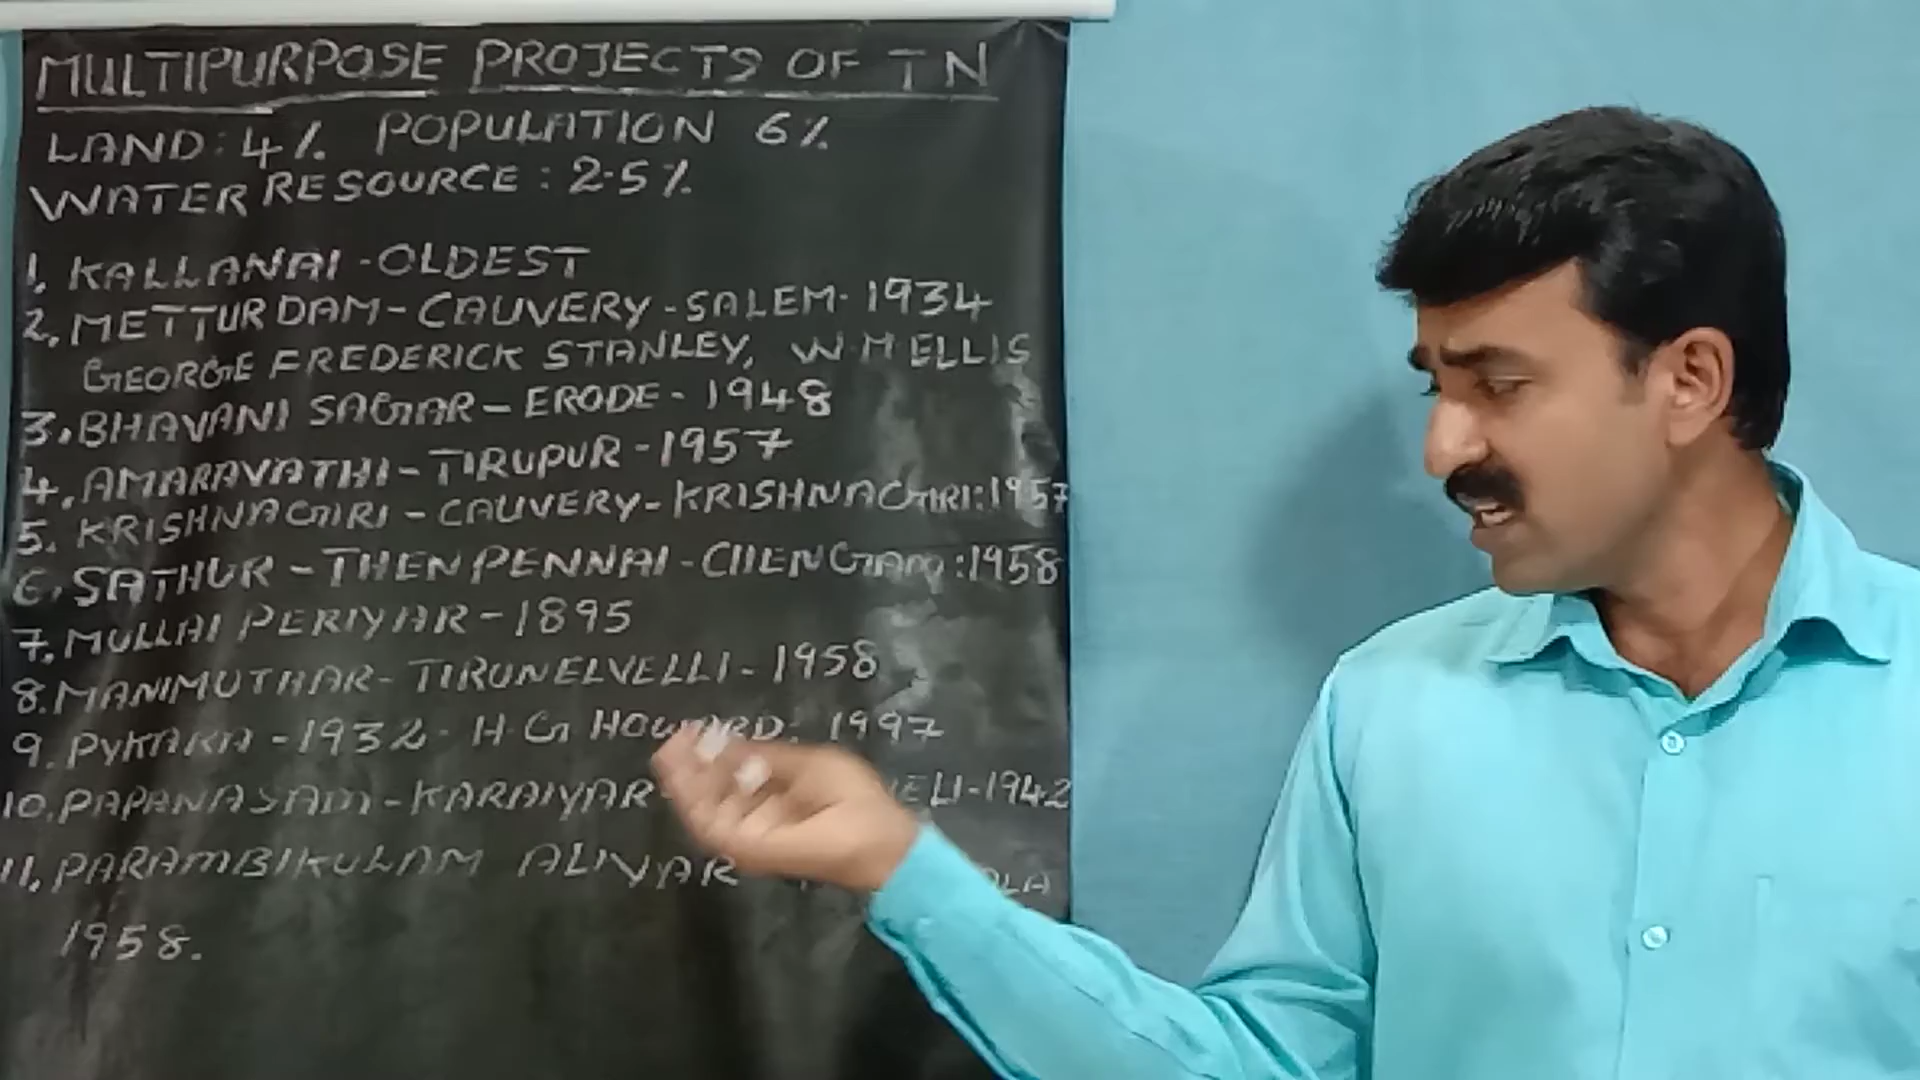 MULTIPURPOSE PROJECTS OF TN
LAND: 4% POPULATION 6%
WATER RESOURCE: 2.5%
1. KALLANAI - OLDEST
2. METTUR DAM - CAUVERY - SALEM - 1934
GEORGE FREDERICK STANLEY, W.M ELLIS
3. BHAVANI SAGAR - ERODE - 1948
4. AMARAVATHI - TIRUPUR - 1957
5. KRISHNAGIRI - CAUVERY - KRISHNAGIRI: 1957
6. SATHUR - THEN PENNAI - CHENGAM: 1958
7. MULLAI PERIYAR - 1895
8. MANIMUTHAR - TIRUNELVELLI - 1958
9. PYKARA - 1932 - H G HOWARD: 1997
10. PAPANASAM - KARAIYAR - 1942
11. PARAMBIKULAM ALIYAR
1958.